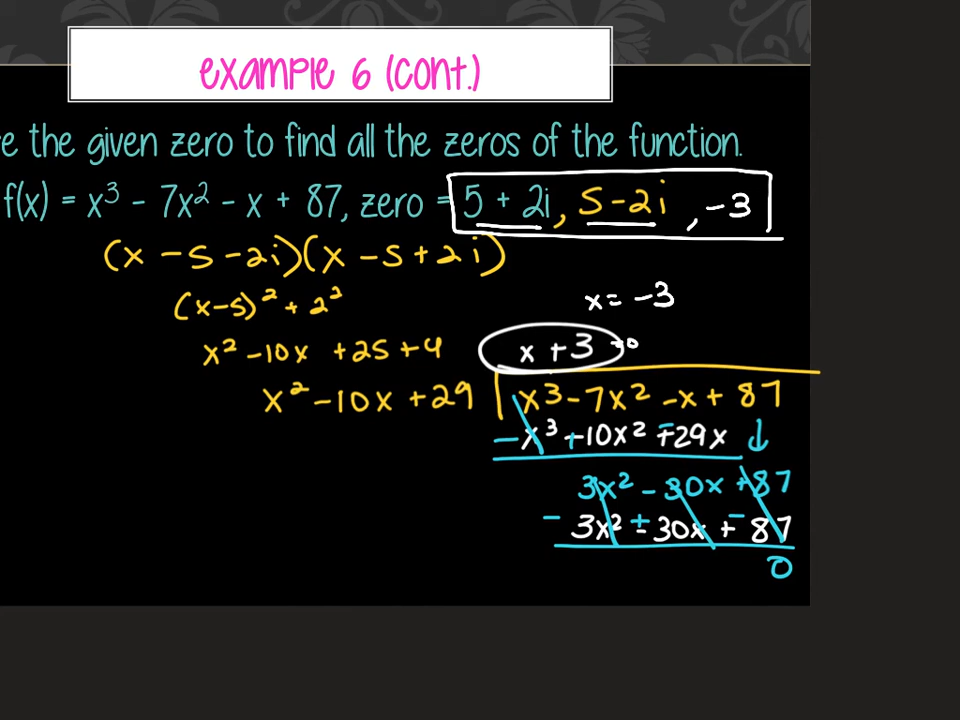 example 6 (cont.)
e the given zero to find all the zeros of the function.
f(x) = x³ - 7x² - x + 87, zero = 5 + 2i, 5-2i, -3
(x - 5 - 2i)(x - 5 + 2i)
(x-5)² + 2²
x = -3
x² - 10x + 25 + 4
x + 3 = 0
x² - 10x + 29 x³ - 7x² - x + 87
- x³ + -10x² - +29x ↓
3x² - 30x + 87
- 3x² + - 30x - + 87
0